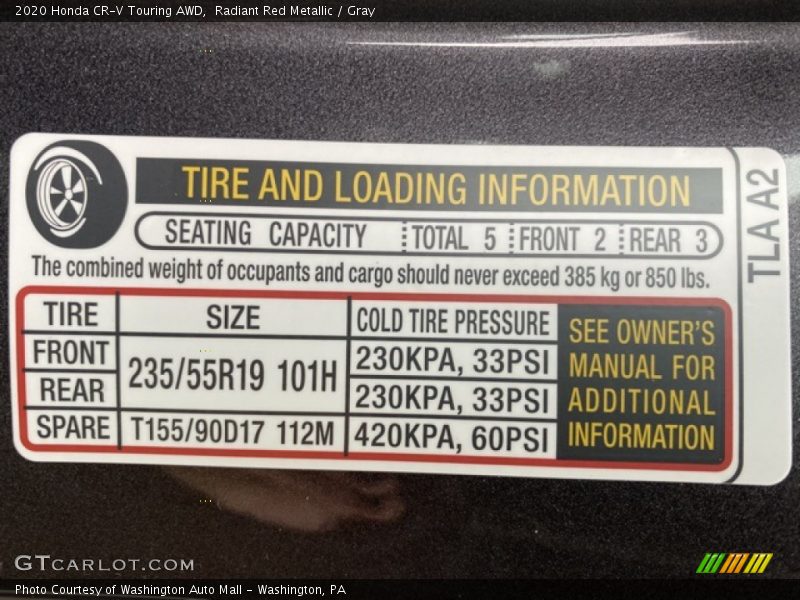 2020 Honda CR-V Touring AWD, Radiant Red Metallic / Gray
TIRE AND LOADING INFORMATION
SEATING CAPACITY TOTAL 5 FRONT 2 REAR 3
The combined weight of occupants and cargo should never exceed 385 kg or 850 lbs.
TIRE SIZE COLD TIRE PRESSURE
FRONT 235/55R19 101H 230KPA, 33PSI
REAR 230KPA, 33PSI
SPARE T155/90D17 112M 420KPA, 60PSI
SEE OWNER'S
MANUAL FOR
ADDITIONAL
INFORMATION
TLA A2
GTCARLOT.COM
Photo Courtesy of Washington Auto Mall - Washington, PA